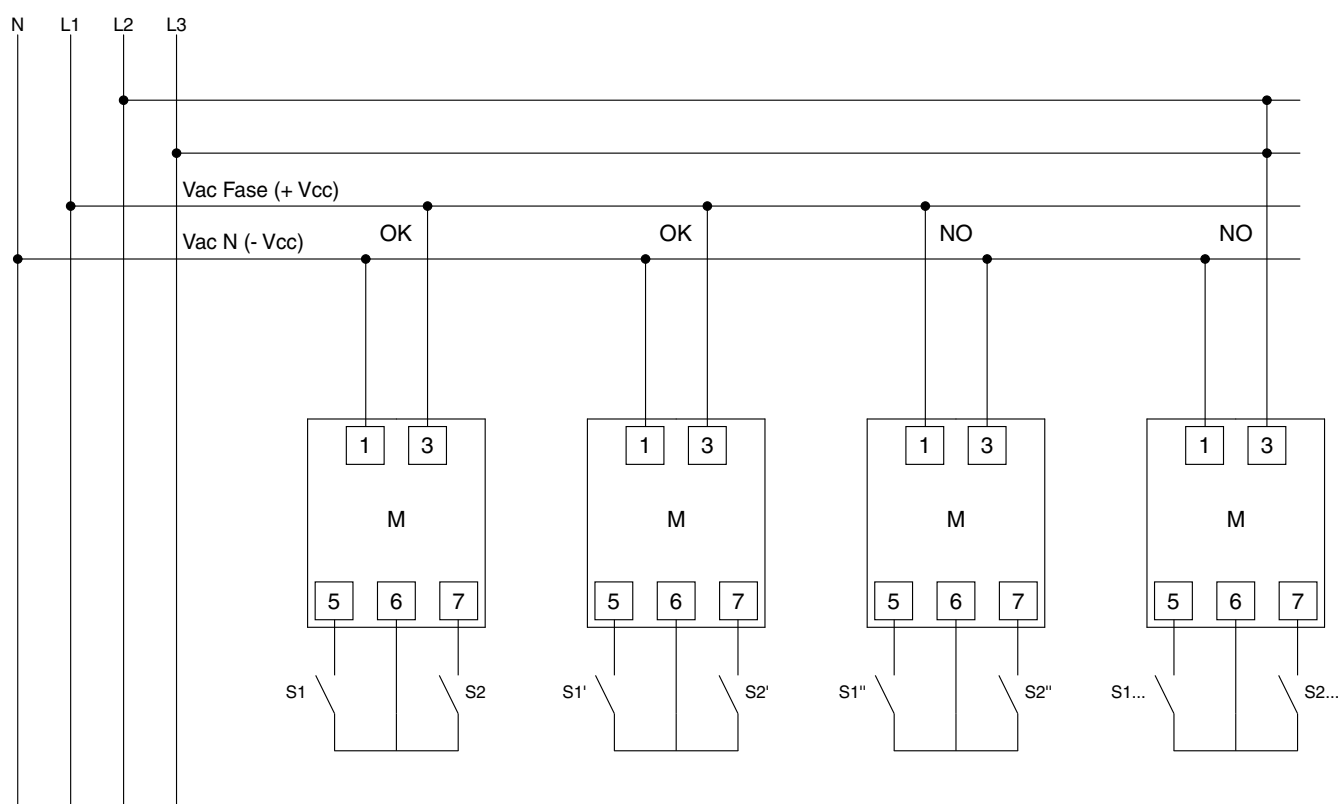 N L1 L2 L3
Vac Fase (+ Vcc)
Vac N (- Vcc) OK OK NO NO
1 3 1 3 1 3 1 3
M M M M
5 6 7 5 6 7 5 6 7 5 6 7
S1 S2 S1' S2' S1" S2" S1... S2...